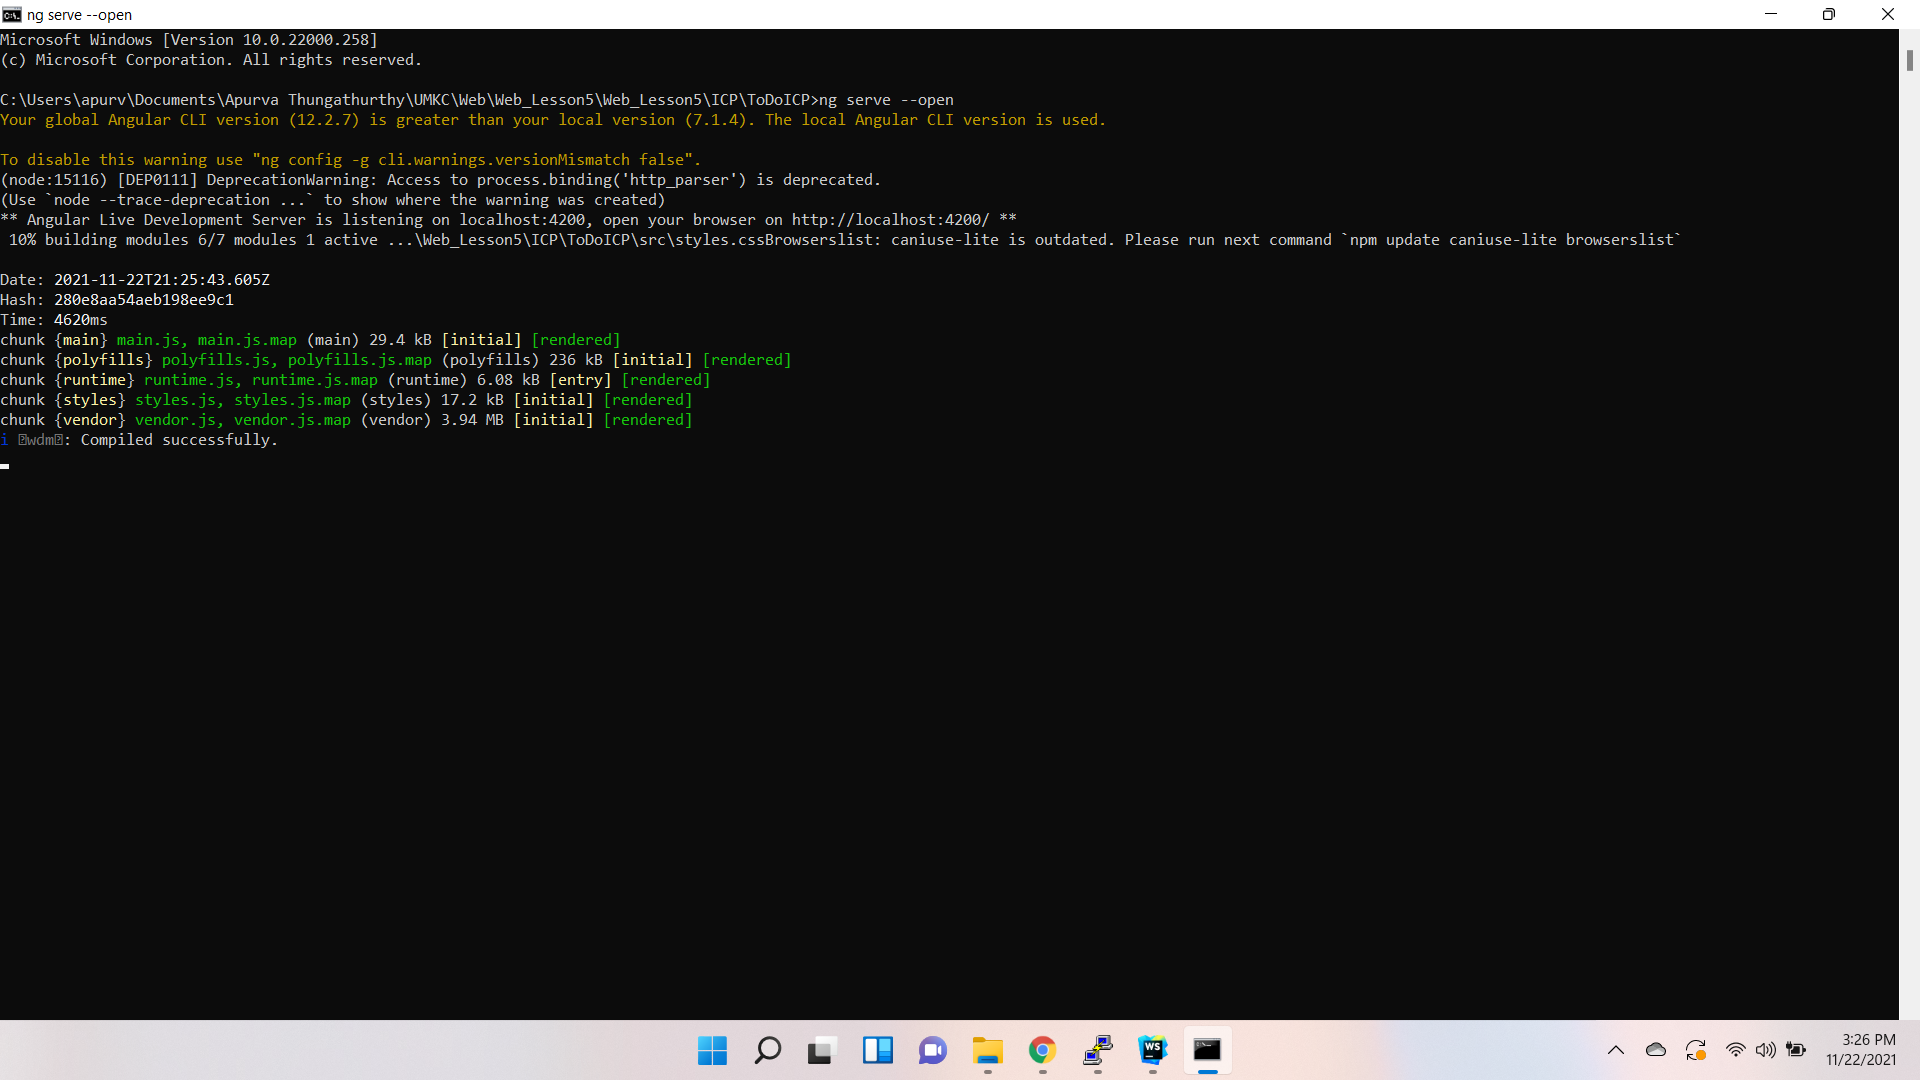 ng serve --open
Microsoft Windows [Version 10.0.22000.258]
(c) Microsoft Corporation. All rights reserved.
C:\Users\apurv\Documents\Apurva Thungathurthy\UMKC\Web\Web_Lesson5\Web_Lesson5\ICP\ToDoICP>ng serve --open
Your global Angular CLI version (12.2.7) is greater than your local version (7.1.4). The local Angular CLI version is used.
To disable this warning use "ng config -g cli.warnings.versionMismatch false".
(node:15116) [DEP0111] DeprecationWarning: Access to process.binding('http_parser') is deprecated.
(Use `node --trace-deprecation ...` to show where the warning was created)
** Angular Live Development Server is listening on localhost:4200, open your browser on http://localhost:4200/ **
10% building modules 6/7 modules 1 active ...\Web_Lesson5\ICP\ToDoICP\src\styles.cssBrowserslist: caniuse-lite is outdated. Please run next command `npm update caniuse-lite browserslist`
Date: 2021-11-22T21:25:43.605Z
Hash: 280e8aa54aeb198ee9c1
Time: 4620ms
chunk {main} main.js, main.js.map (main) 29.4 kB [initial] [rendered]
chunk {polyfills} polyfills.js, polyfills.js.map (polyfills) 236 kB [initial] [rendered]
chunk {runtime} runtime.js, runtime.js.map (runtime) 6.08 kB [entry] [rendered]
chunk {styles} styles.js, styles.js.map (styles) 17.2 kB [initial] [rendered]
chunk {vendor} vendor.js, vendor.js.map (vendor) 3.94 MB [initial] [rendered]
i wdm: Compiled successfully.
WS
3:26 PM
11/22/2021